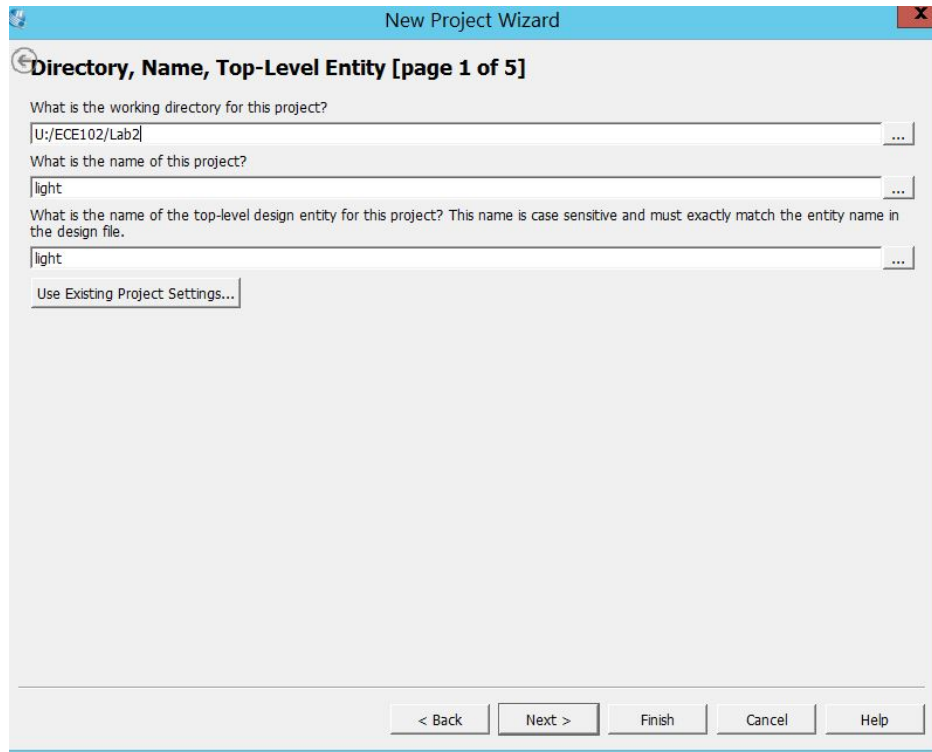 New Project Wizard
X
Directory, Name, Top-Level Entity [page 1 of 5]
What is the working directory for this project?
U:/ECE102/Lab2
...
What is the name of this project?
light
...
What is the name of the top-level design entity for this project? This name is case sensitive and must exactly match the entity name in
the design file.
light
...
Use Existing Project Settings...
< Back Next > Finish Cancel Help